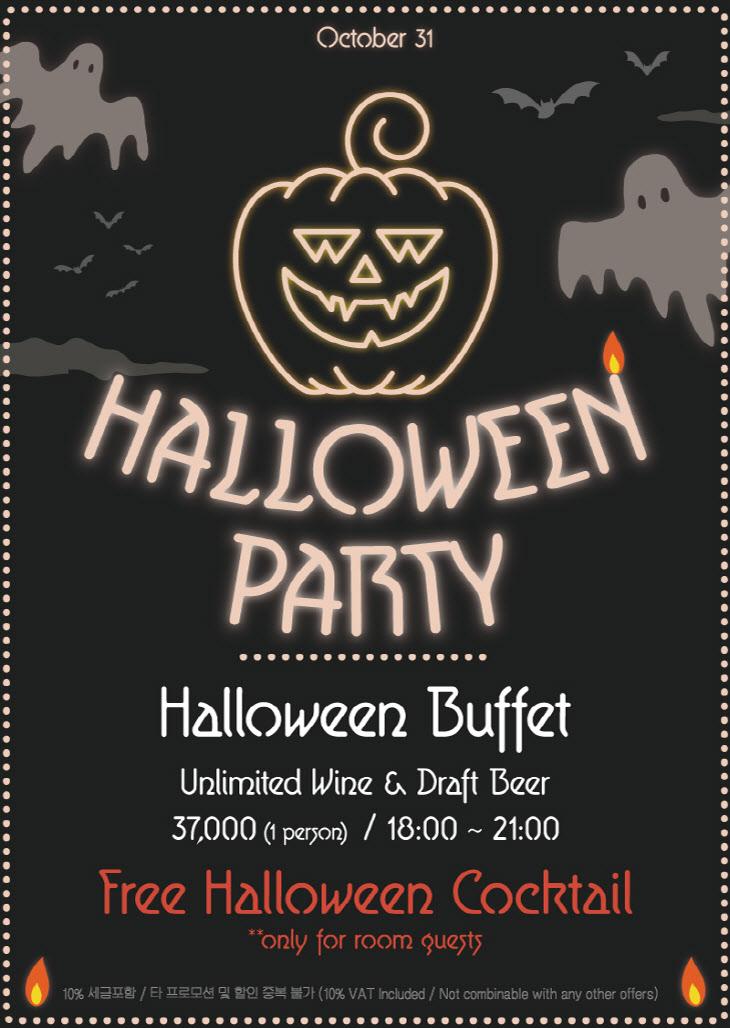 October 31
HALLOWEEN
PARTY
Halloween Buffet
Unlimited Wine & Draft Beer
37,000 (1 person) / 18:00 ~ 21:00
Free Halloween Cocktail
**only for room guests
10% 세금포함 / 타 프로모션 및 할인 중복 불가 (10% VAT Included / Not combinable with any other offers)